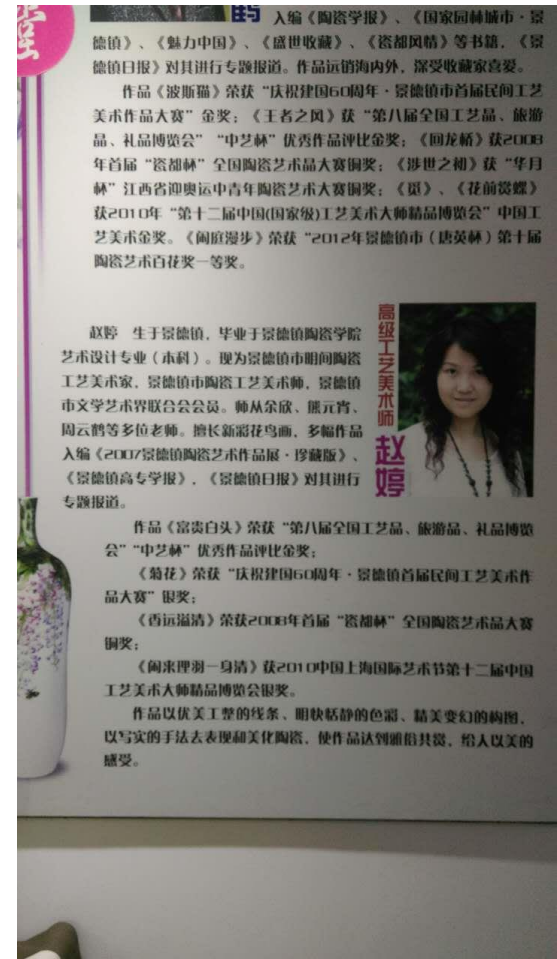 窑
鹤
入编《陶瓷学报》、《国家园林城市·景
德镇》、《魅力中国》、《盛世收藏》、《瓷都风情》等书籍，《景
德镇日报》对其进行专题报道。作品远销海内外，深受收藏家喜爱。
作品《波斯猫》荣获“庆祝建国60周年·景德镇市首届民间工艺
美术作品大赛”金奖；《王者之风》获“第八届全国工艺品、旅游
品、礼品博览会”“中艺杯”优秀作品评比金奖；《回龙桥》获2008
年首届“瓷都杯”全国陶瓷艺术品大赛铜奖；《涉世之初》获“华月
杯”江西省迎奥运中青年陶瓷艺术大赛铜奖；《觅》、《花前赏蝶》
获2010年“第十二届中国(国家级)工艺美术大师精品博览会”中国工
艺美术金奖。《闲庭漫步》荣获“2012年景德镇市（唐英杯）第十届
陶瓷艺术百花奖一等奖。
赵婷 生于景德镇，毕业于景德镇陶瓷学院
艺术设计专业（本科）。现为景德镇市期间陶瓷
工艺美术家，景德镇市陶瓷工艺美术师，景德镇
市文学艺术界联合会会员。师从余欣、熊元宵、
周云鹤等多位老师。擅长新彩花鸟画，多幅作品
入编《2007景德镇陶瓷艺术作品展·珍藏版》、
《景德镇高专学报》，《景德镇日报》对其进行
专题报道。
高级工艺美术师
赵婷
作品《富贵白头》荣获“第八届全国工艺品、旅游品、礼品博览
会”“中艺杯”优秀作品评比金奖；
《菊花》荣获“庆祝建国60周年·景德镇首届民间工艺美术作
品大赛”银奖；
《香远溢清》荣获2008年首届“瓷都杯”全国陶瓷艺术品大赛
铜奖；
《闲来理羽一身清》获2010中国上海国际艺术节第十二届中国
工艺美术大师精品博览会银奖。
作品以优美工整的线条、明快恬静的色彩、精美变幻的构图，
以写实的手法去表现和美化陶瓷，使作品达到雅俗共赏，给人以美的
感受。